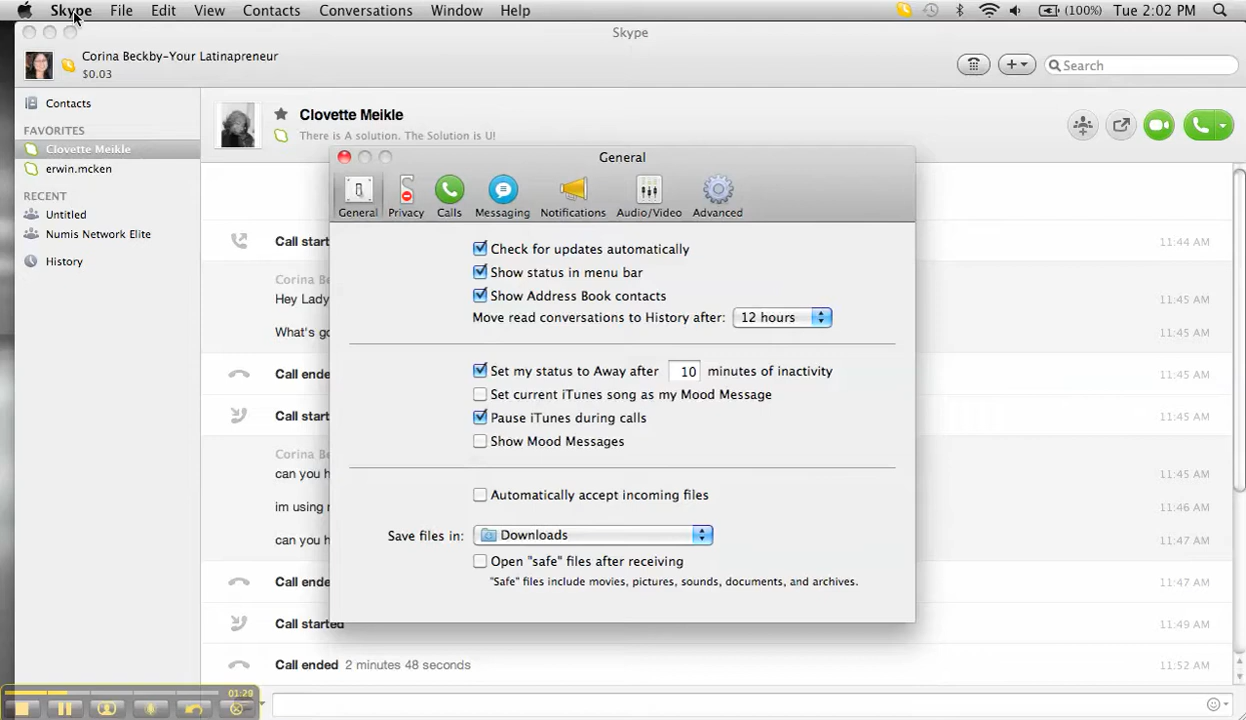 Skype File Edit View Contacts Conversations Window Help (100%) Tue 2:02 PM
Skype
Corina Beckby-Your Latinapreneur
$0.03
Search
Contacts
FAVORITES
Clovette Meikle
erwin.mcken
RECENT
Untitled
Numis Network Elite
History
Clovette Meikle
There is A solution. The Solution is U!
General
General Privacy Calls Messaging Notifications Audio/Video Advanced
Check for updates automatically
Show status in menu bar
Show Address Book contacts
Move read conversations to History after: 12 hours
Set my status to Away after 10 minutes of inactivity
Set current iTunes song as my Mood Message
Pause iTunes during calls
Show Mood Messages
Automatically accept incoming files
Save files in: Downloads
Open "safe" files after receiving
"Safe" files include movies, pictures, sounds, documents, and archives.
Call start 11:44 AM
Corina Be
Hey Lady 11:45 AM
What's go
Call ende 11:45 AM
Call start 11:45 AM
Corina Be
can you h 11:45 AM
im using 11:46 AM
can you h 11:47 AM
Call ende 11:47 AM
Call started 11:49 AM
Call ended 2 minutes 48 seconds 11:52 AM
01:29